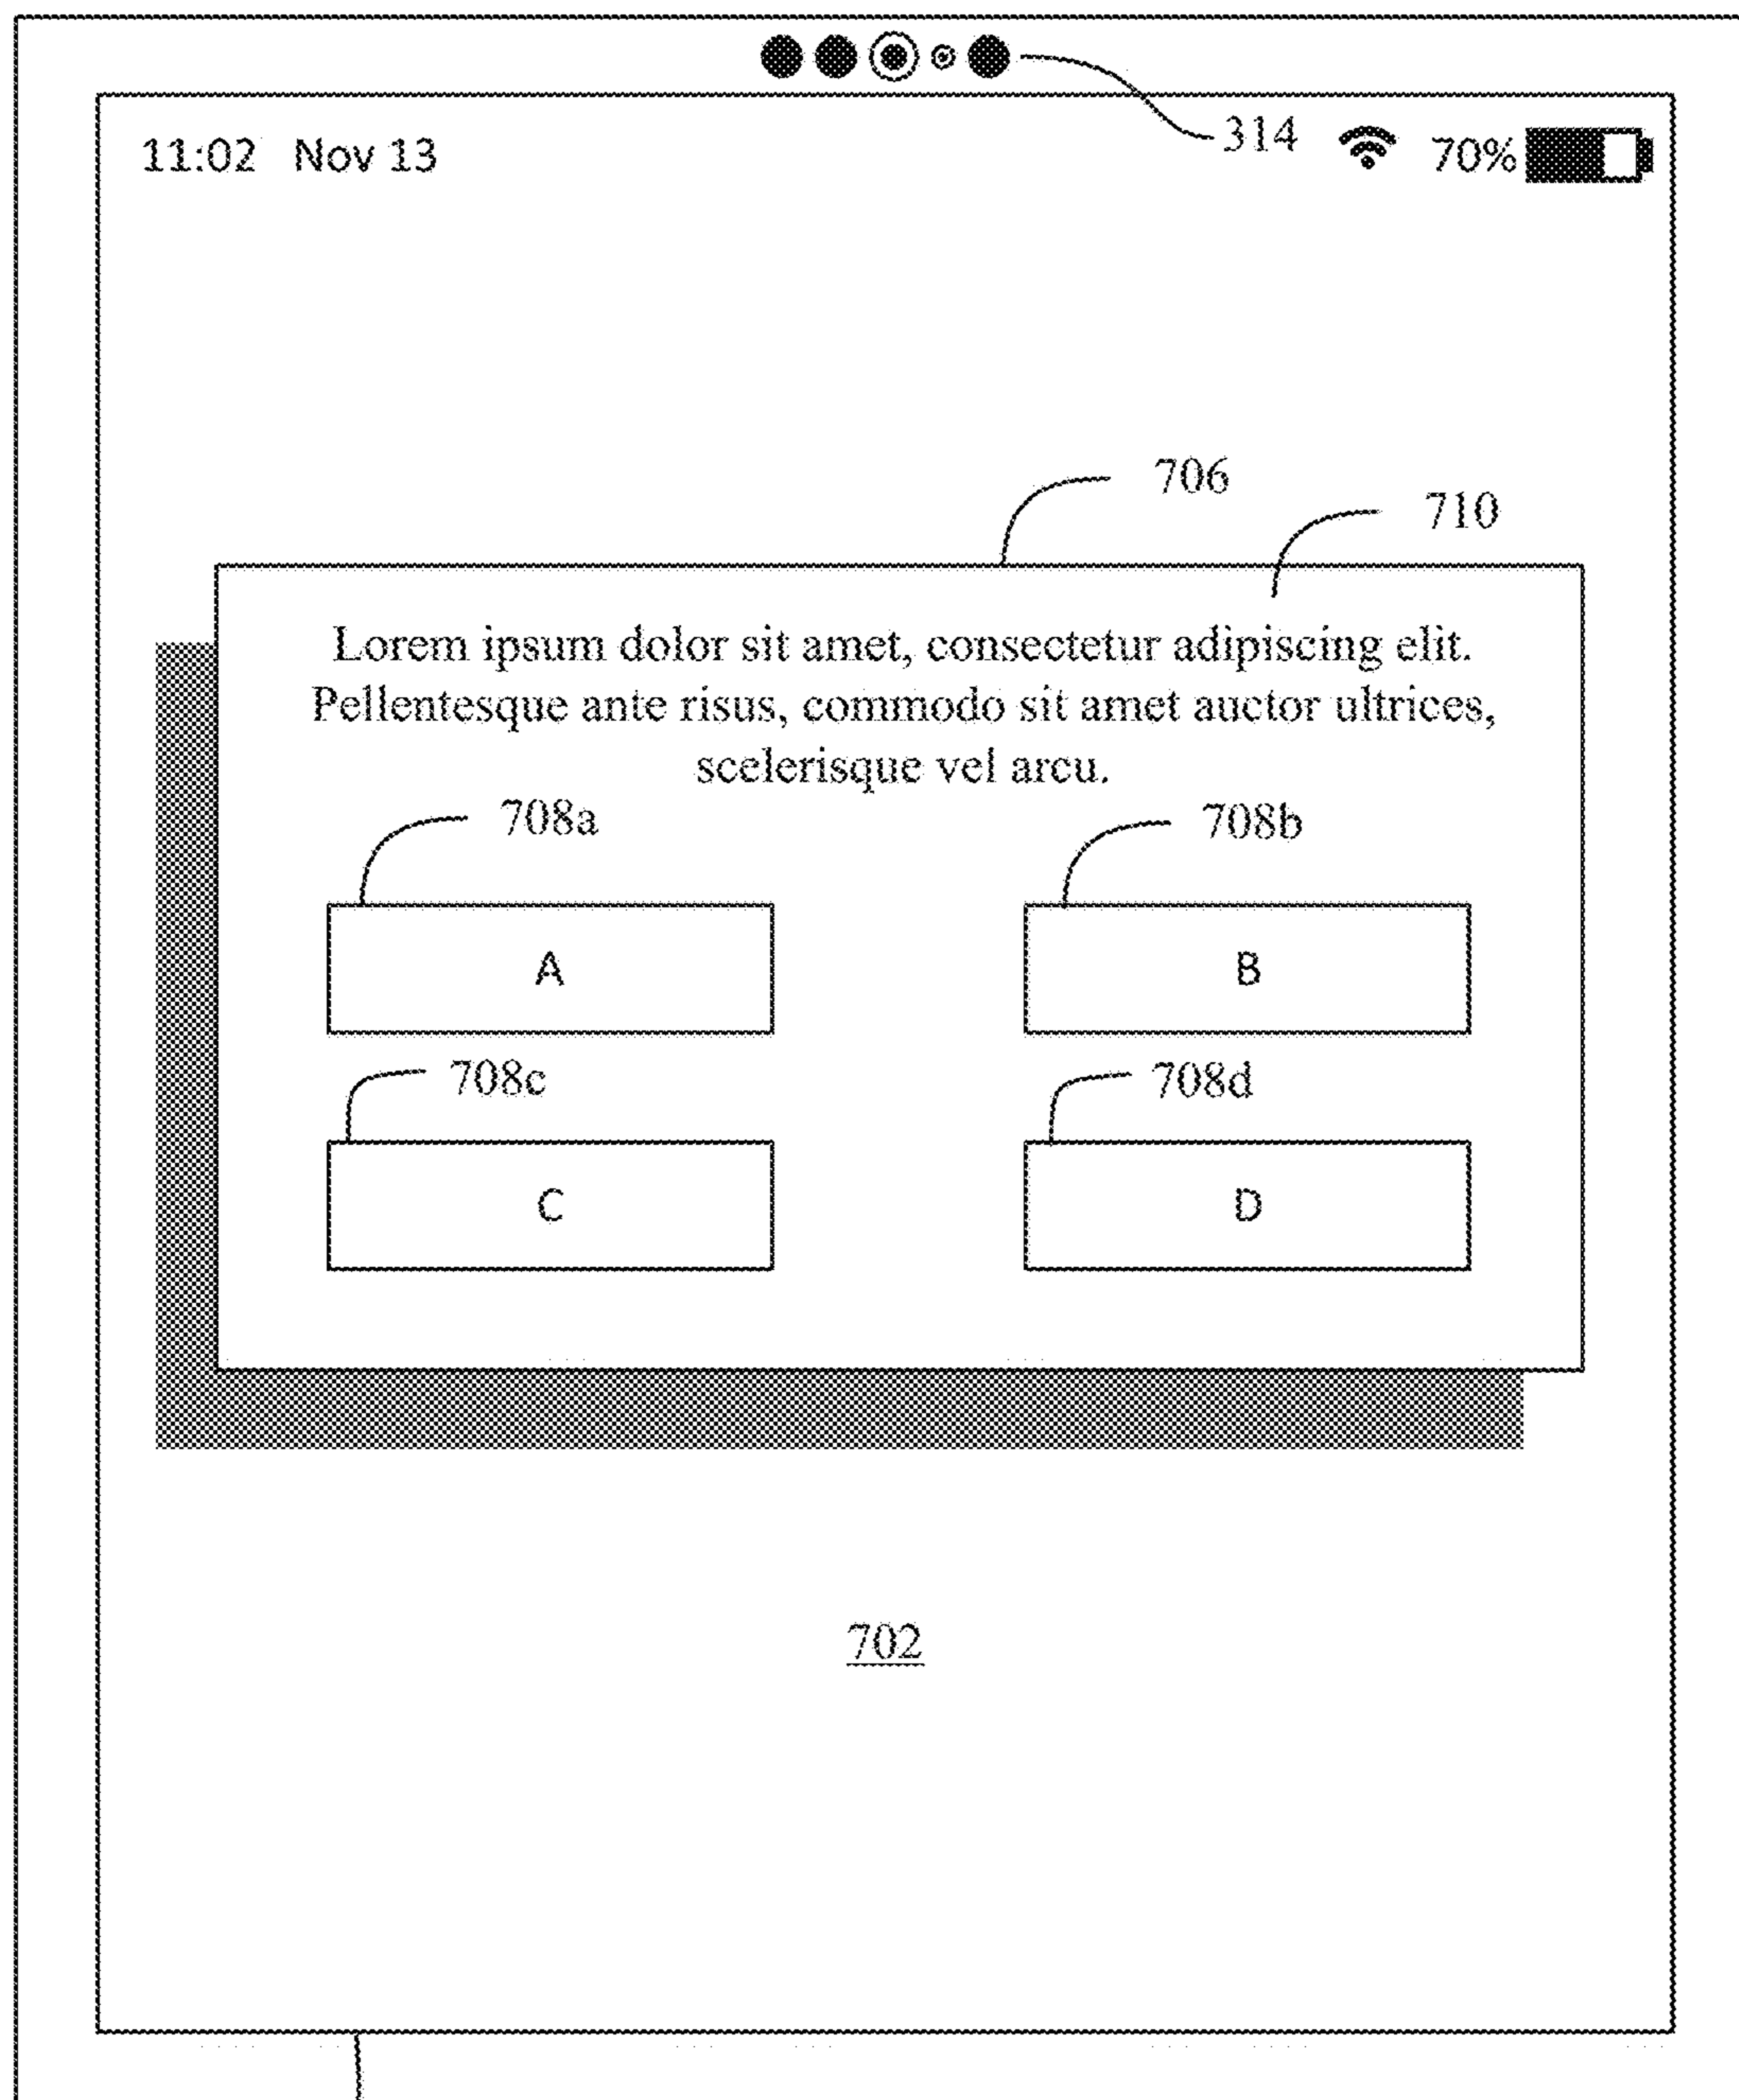 314
11:02 Nov 13 70%
706
710
Lorem ipsum dolor sit amet, consectetur adipiscing elit.
Pellentesque ante risus, commodo sit amet auctor ultrices,
scelerisque vel arcu.
708a 708b
A B
708c 708d
C D
702